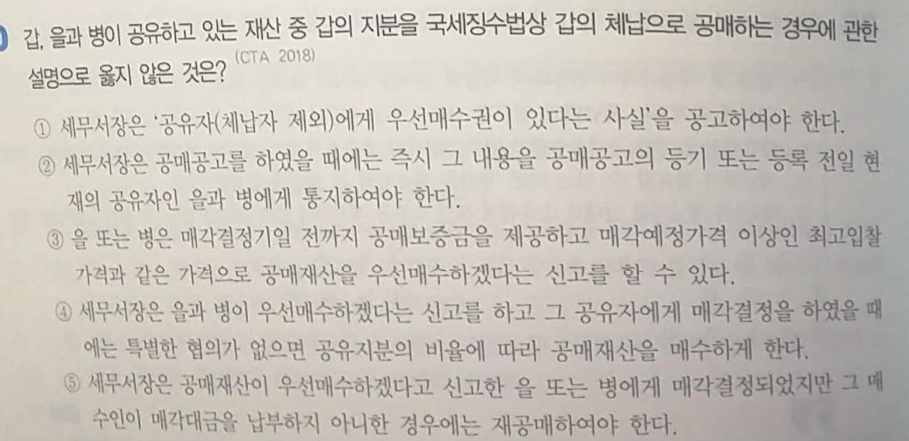 갑, 을과 병이 공유하고 있는 재산 중 갑의 지분을 국세징수법상 갑의 체납으로 공매하는 경우에 관한
설명으로 옳지 않은 것은? (CTA 2018)
① 세무서장은 '공유자(체납자 제외)에게 우선매수권이 있다는 사실'을 공고하여야 한다.
② 세무서장은 공매공고를 하였을 때에는 즉시 그 내용을 공매공고의 등기 또는 등록 전일 현
재의 공유자인 을과 병에게 통지하여야 한다.
③ 을 또는 병은 매각결정기일 전까지 공매보증금을 제공하고 매각예정가격 이상인 최고입찰
가격과 같은 가격으로 공매재산을 우선매수하겠다는 신고를 할 수 있다.
④ 세무서장은 을과 병이 우선매수하겠다는 신고를 하고 그 공유자에게 매각결정을 하였을 때
에는 특별한 협의가 없으면 공유지분의 비율에 따라 공매재산을 매수하게 한다.
⑤ 세무서장은 공매재산이 우선매수하겠다고 신고한 을 또는 병에게 매각결정되었지만 그 매
수인이 매각대금을 납부하지 아니한 경우에는 재공매하여야 한다.